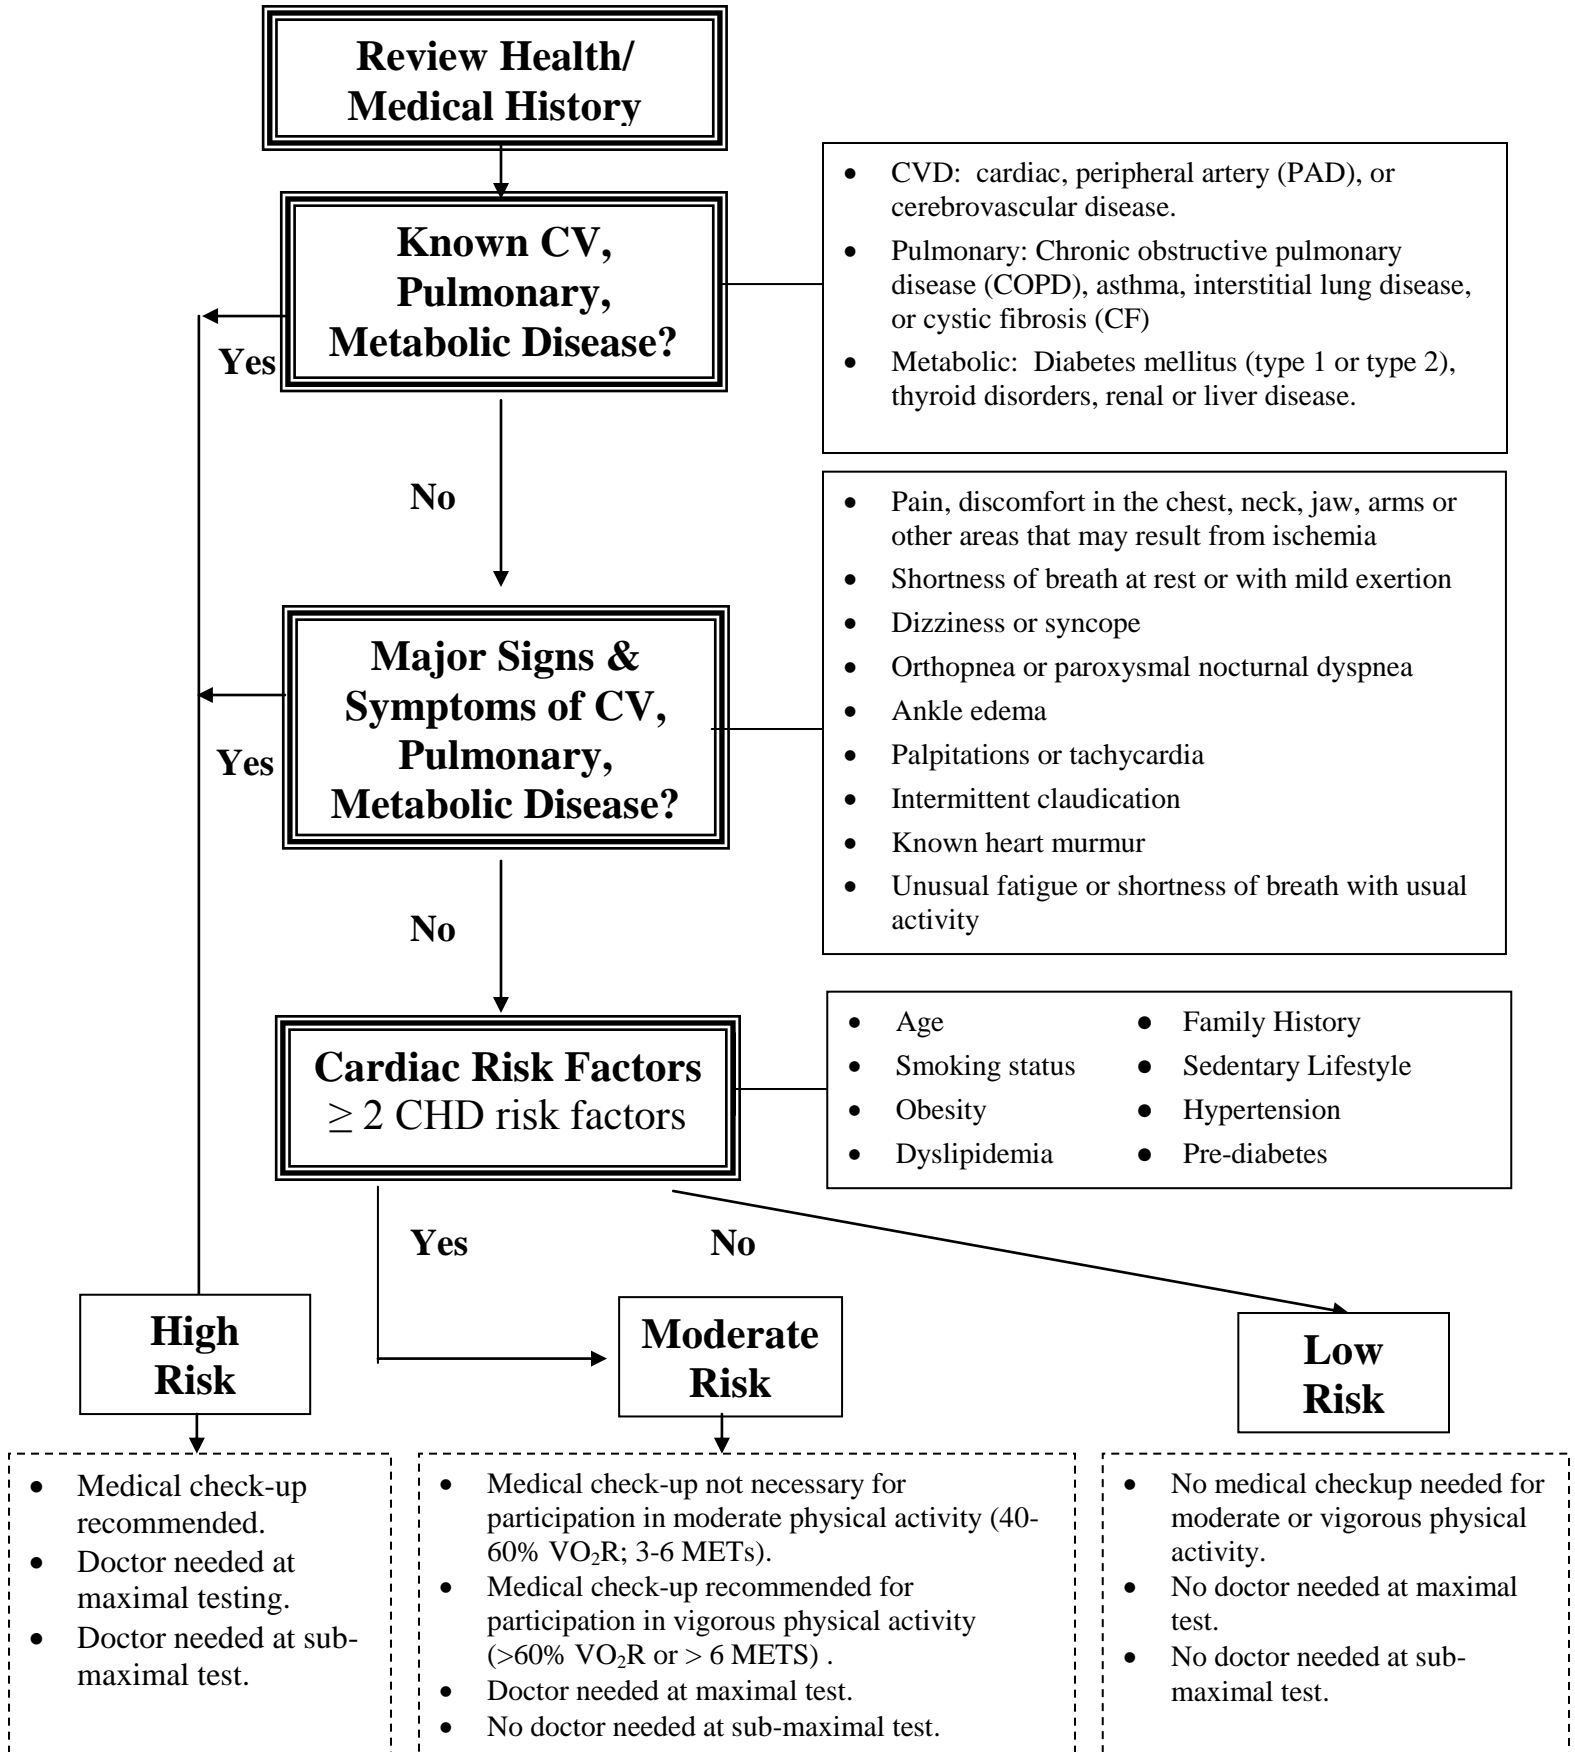 Review Health/
Medical History
Known CV,
Pulmonary,
Metabolic Disease?
Yes
• CVD:  cardiac, peripheral artery (PAD), or
cerebrovascular disease.
• Pulmonary: Chronic obstructive pulmonary
disease (COPD), asthma, interstitial lung disease,
or cystic fibrosis (CF)
• Metabolic:  Diabetes mellitus (type 1 or type 2),
thyroid disorders, renal or liver disease.
No
Major Signs &
Symptoms of CV,
Pulmonary,
Metabolic Disease?
Yes
• Pain, discomfort in the chest, neck, jaw, arms or
other areas that may result from ischemia
• Shortness of breath at rest or with mild exertion
• Dizziness or syncope
• Orthopnea or paroxysmal nocturnal dyspnea
• Ankle edema
• Palpitations or tachycardia
• Intermittent claudication
• Known heart murmur
• Unusual fatigue or shortness of breath with usual
activity
No
Cardiac Risk Factors
≥ 2 CHD risk factors
• Age
• Smoking status
• Obesity
• Dyslipidemia
• Family History
• Sedentary Lifestyle
• Hypertension
• Pre-diabetes
Yes
No
High
Risk
Moderate
Risk
Low
Risk
• Medical check-up
recommended.
• Doctor needed at
maximal testing.
• Doctor needed at sub-
maximal test.
• Medical check-up not necessary for
participation in moderate physical activity (40-
60% VO₂R; 3-6 METs).
• Medical check-up recommended for
participation in vigorous physical activity
(>60% VO₂R or > 6 METS) .
• Doctor needed at maximal test.
• No doctor needed at sub-maximal test.
• No medical checkup needed for
moderate or vigorous physical
activity.
• No doctor needed at maximal
test.
• No doctor needed at sub-
maximal test.